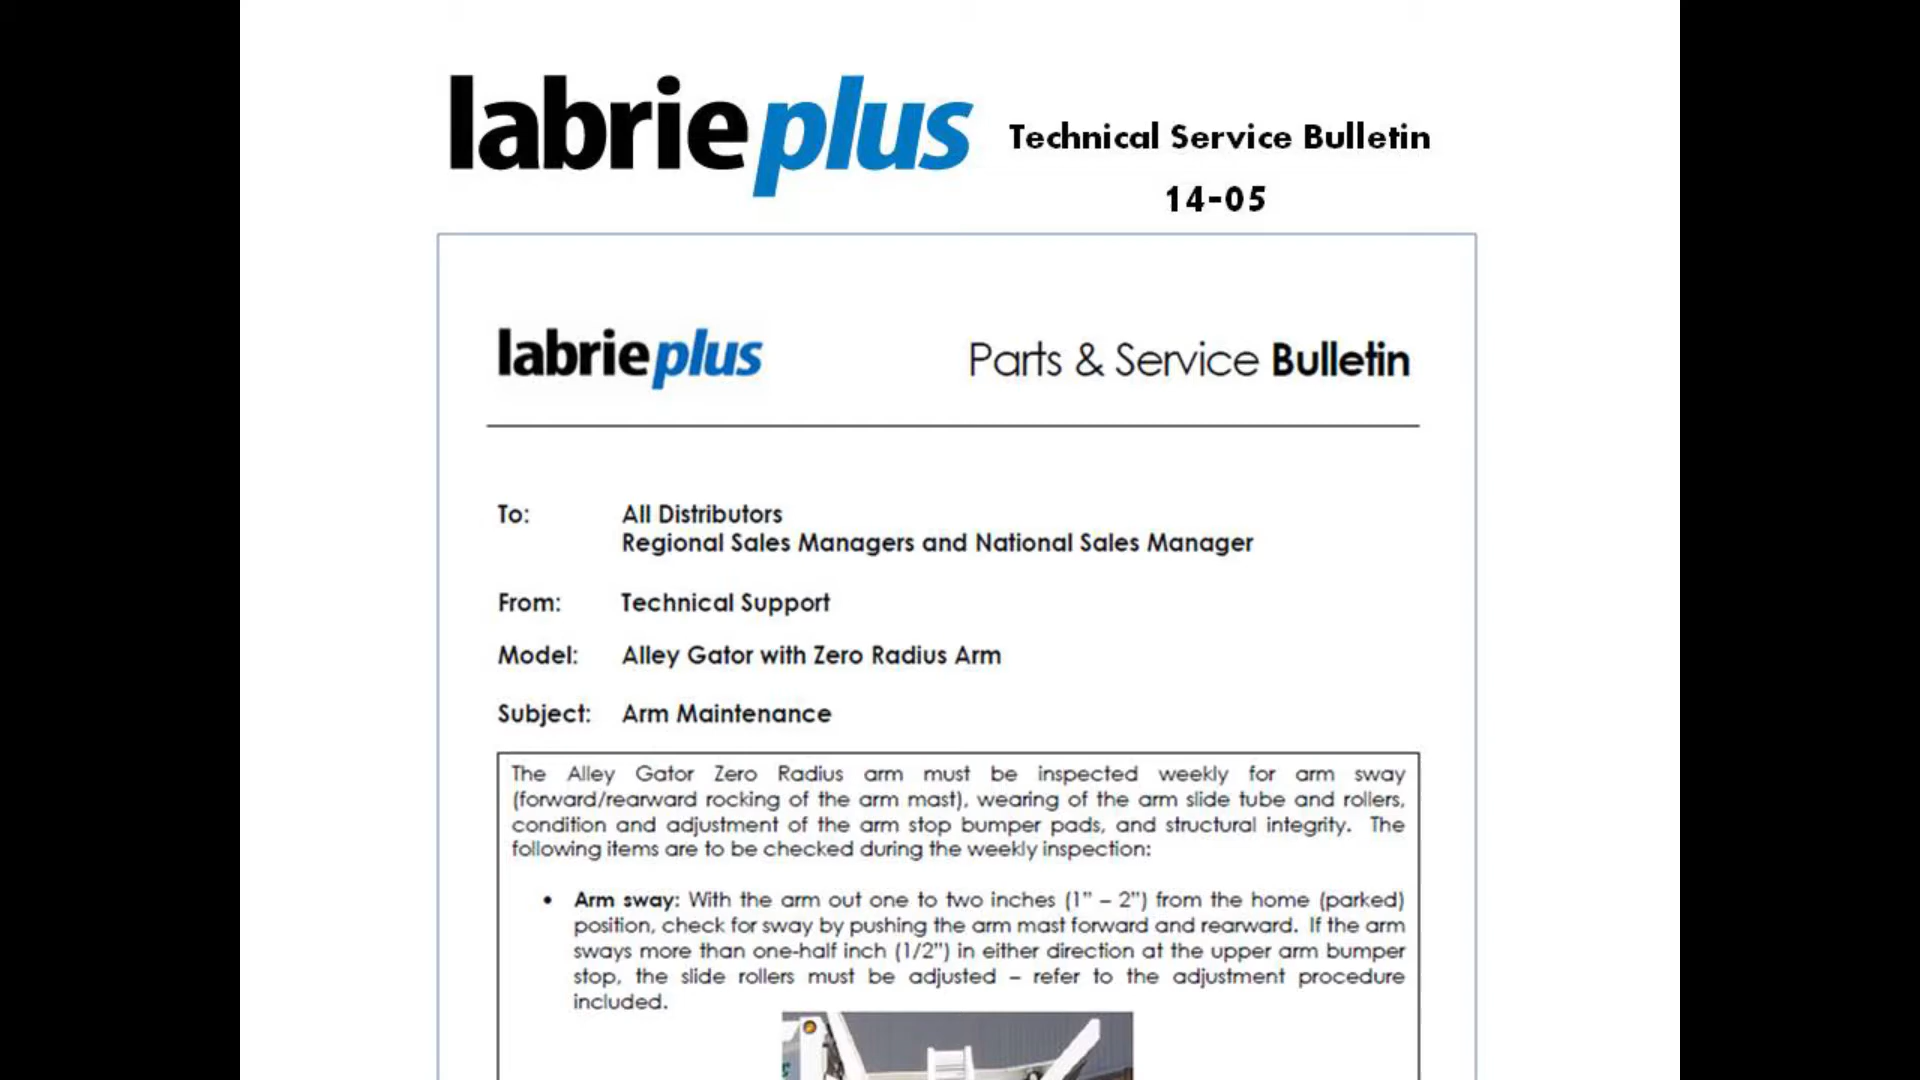 labrieplus
Technical Service Bulletin
14-05
labrieplus
Parts & Service Bulletin
To: All Distributors
Regional Sales Managers and National Sales Manager
From: Technical Support
Model: Alley Gator with Zero Radius Arm
Subject: Arm Maintenance
The Alley Gator Zero Radius arm must be inspected weekly for arm sway
(forward/rearward rocking of the arm mast), wearing of the arm slide tube and rollers,
condition and adjustment of the arm stop bumper pads, and structural integrity. The
following items are to be checked during the weekly inspection:
• Arm sway: With the arm out one to two inches (1" – 2") from the home (parked)
position, check for sway by pushing the arm mast forward and rearward. If the arm
sways more than one-half inch (1/2") in either direction at the upper arm bumper
stop, the slide rollers must be adjusted – refer to the adjustment procedure
included.